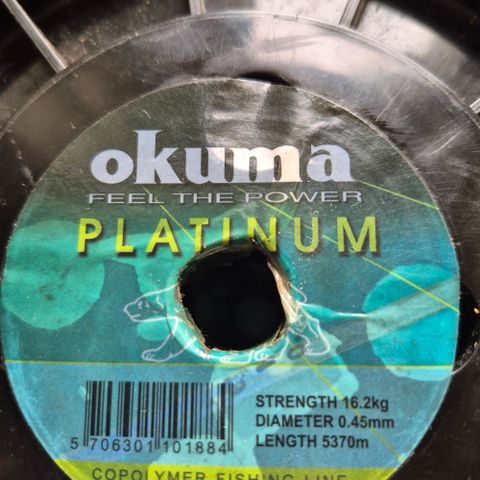 okuma
FEEL THE POWER
PLATINUM
STRENGTH 16.2kg
DIAMETER 0.45mm
LENGTH 5370m
5 706301 101884
COPOLYMER FISHING LINE